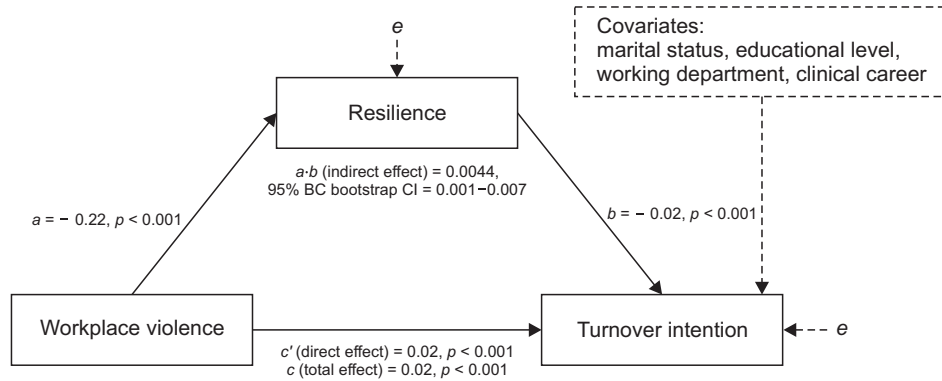 e
Covariates:
marital status, educational level,
working department, clinical career
Resilience
a·b (indirect effect) = 0.0044,
95% BC bootstrap CI = 0.001−0.007
a = − 0.22, p < 0.001
b = − 0.02, p < 0.001
Workplace violence
Turnover intention
e
c′ (direct effect) = 0.02, p < 0.001
c (total effect) = 0.02, p < 0.001